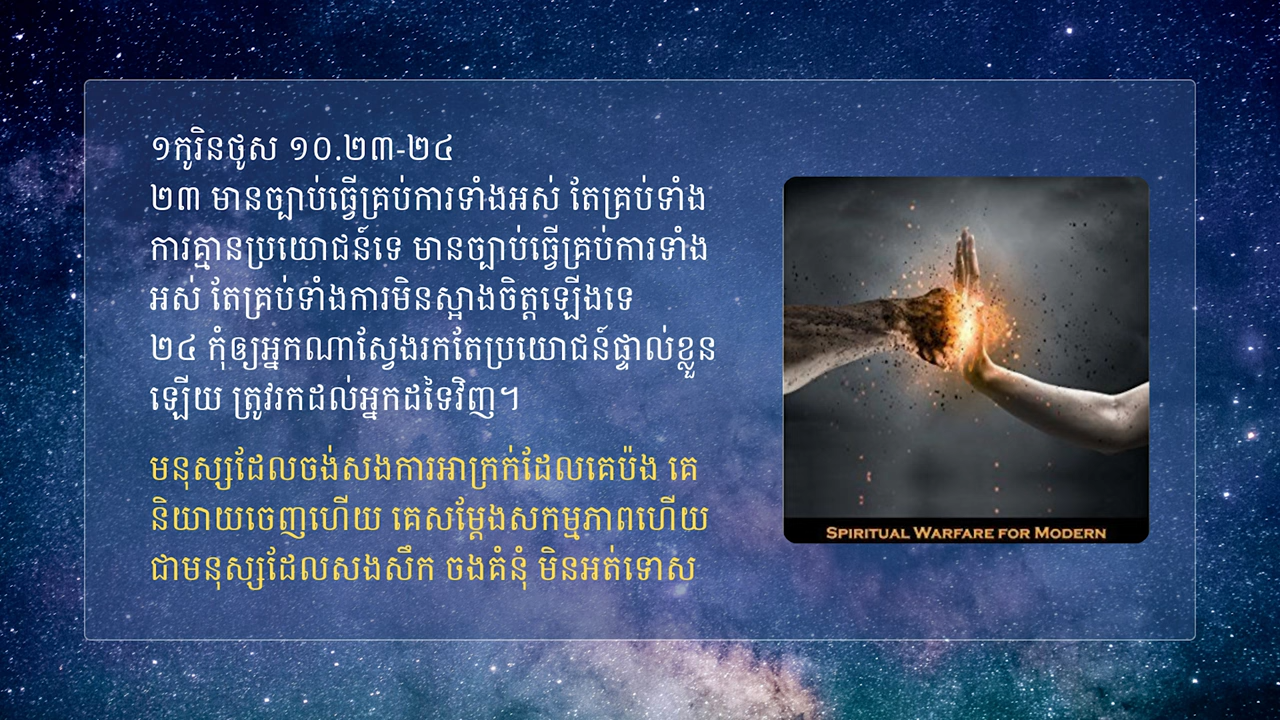 ១កូរិនថូស ១០.២៣-២៤
២៣ មានច្បាប់ធ្វើគ្រប់ការទាំងអស់ តែគ្រប់ទាំង
ការគ្មានប្រយោជន៍ទេ មានច្បាប់ធ្វើគ្រប់ការទាំង
អស់ តែគ្រប់ទាំងការមិនស្អាងចិត្តឡើងទេ
២៤ កុំឲ្យអ្នកណាស្វែងរកតែប្រយោជន៍ផ្ទាល់ខ្លួន
ឡើយ ត្រូវរកដល់អ្នកដទៃវិញ។
មនុស្សដែលចង់សងការអាក្រក់ដែលគេប៉ង គេ
និយាយចេញហើយ គេសម្តែងសកម្មភាពហើយ
ជាមនុស្សដែលសងសឹក ចងគំនុំ មិនអត់ទោស
SPIRITUAL WARFARE FOR MODERN